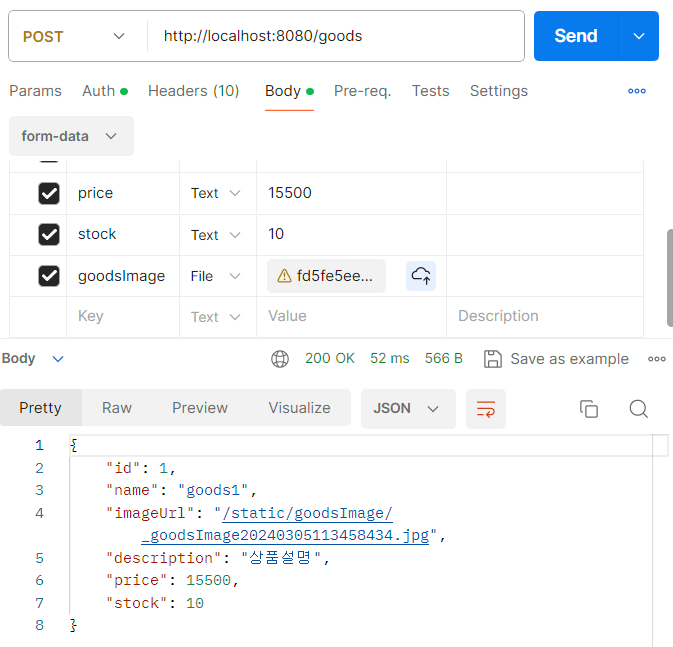 POST http://localhost:8080/goods Send
Params Auth Headers (10) Body Pre-req. Tests Settings
form-data
price Text 15500
stock Text 10
goodsImage File fd5fe5ee...
Key Text Value Description
Body 200 OK 52 ms 566 B Save as example
Pretty Raw Preview Visualize JSON
1 {
2 "id": 1,
3 "name": "goods1",
4 "imageUrl": "/static/goodsImage/
_goodsImage20240305113458434.jpg",
5 "description": "상품설명",
6 "price": 15500,
7 "stock": 10
8 }